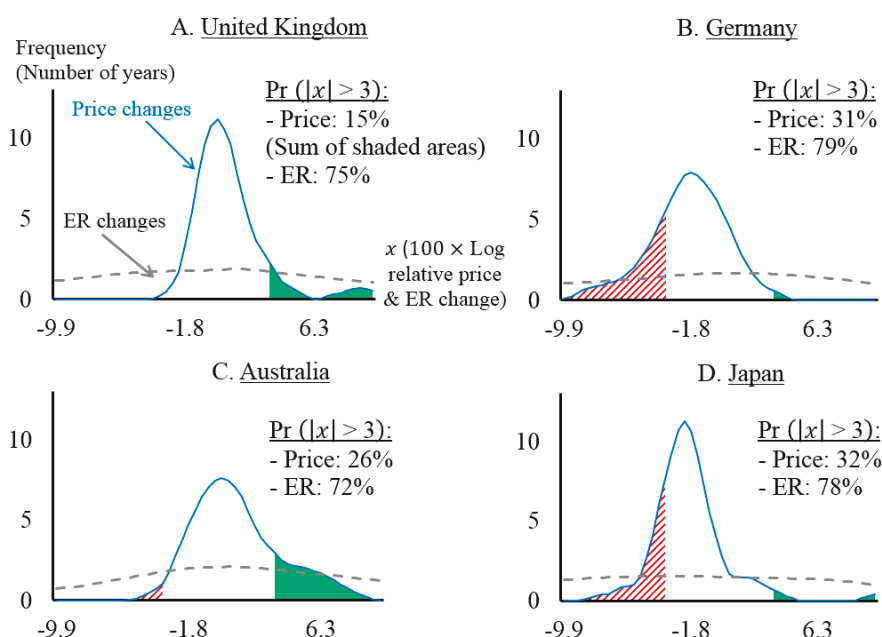 A. United Kingdom
Frequency
(Number of years)
Price changes
Pr (|x| > 3):
- Price: 15%
(Sum of shaded areas)
- ER: 75%
10
5
0
ER changes
x (100 × Log
relative price
& ER change)
-9.9 -1.8 6.3
B. Germany
Pr (|x| > 3):
- Price: 31%
- ER: 79%
10
5
0
-9.9 -1.8 6.3
C. Australia
Pr (|x| > 3):
- Price: 26%
- ER: 72%
10
5
0
-9.9 -1.8 6.3
D. Japan
Pr (|x| > 3):
- Price: 32%
- ER: 78%
10
5
0
-9.9 -1.8 6.3